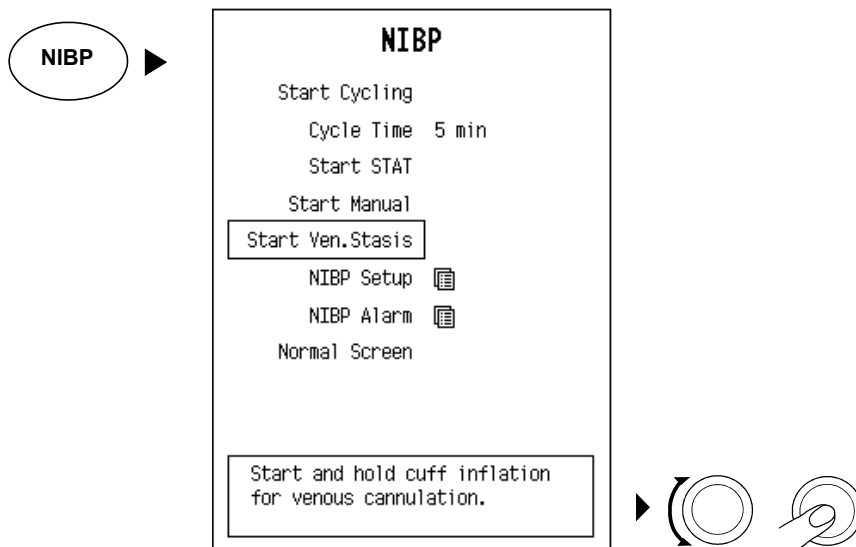 NIBP
NIBP
Start Cycling
Cycle Time 5 min
Start STAT
Start Manual
Start Ven.Stasis
NIBP Setup
NIBP Alarm
Normal Screen
Start and hold cuff inflation
for venous cannulation.